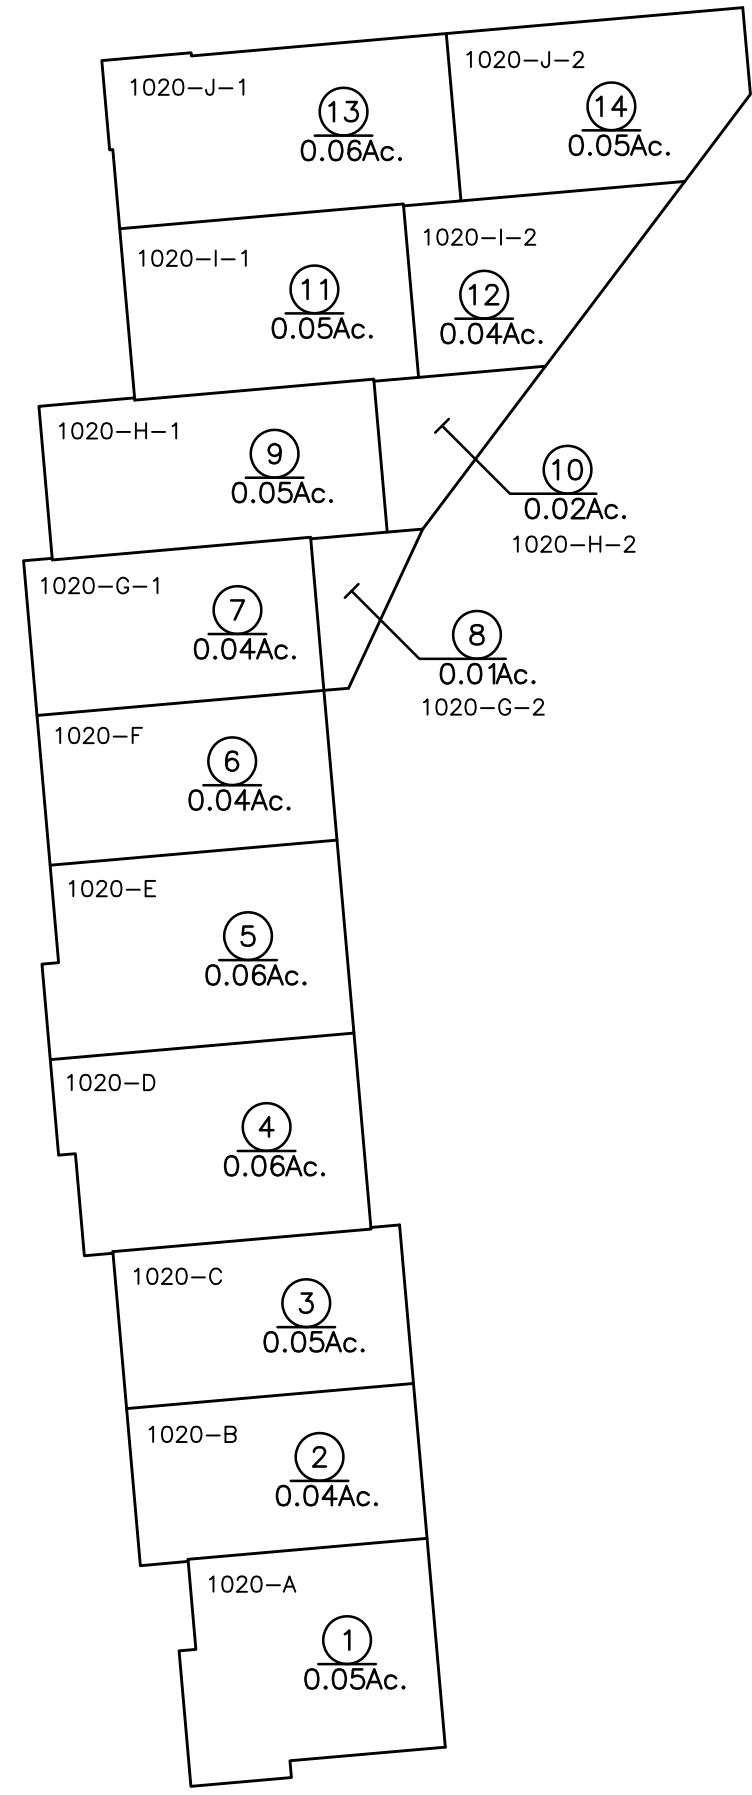 1020-J-1
13
0.06Ac.
1020-J-2
14
0.05Ac.
1020-I-1
11
0.05Ac.
1020-I-2
12
0.04Ac.
1020-H-1
9
0.05Ac.
10
0.02Ac.
1020-H-2
1020-G-1
7
0.04Ac.
8
0.01Ac.
1020-G-2
1020-F
6
0.04Ac.
1020-E
5
0.06Ac.
1020-D
4
0.06Ac.
1020-C
3
0.05Ac.
1020-B
2
0.04Ac.
1020-A
1
0.05Ac.